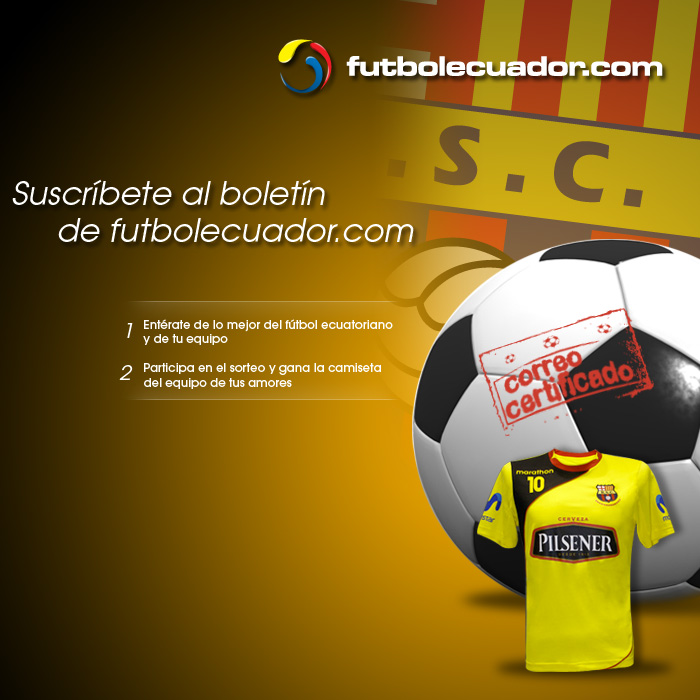 futbolecuador.com
.S.C.
Suscríbete al boletín
de futbolecuador.com
1 Entérate de lo mejor del fútbol ecuatoriano
y de tu equipo
2 Participa en el sorteo y gana la camiseta
del equipo de tus amores
correo
certificado
marathon
10
CERVEZA
PILSENER